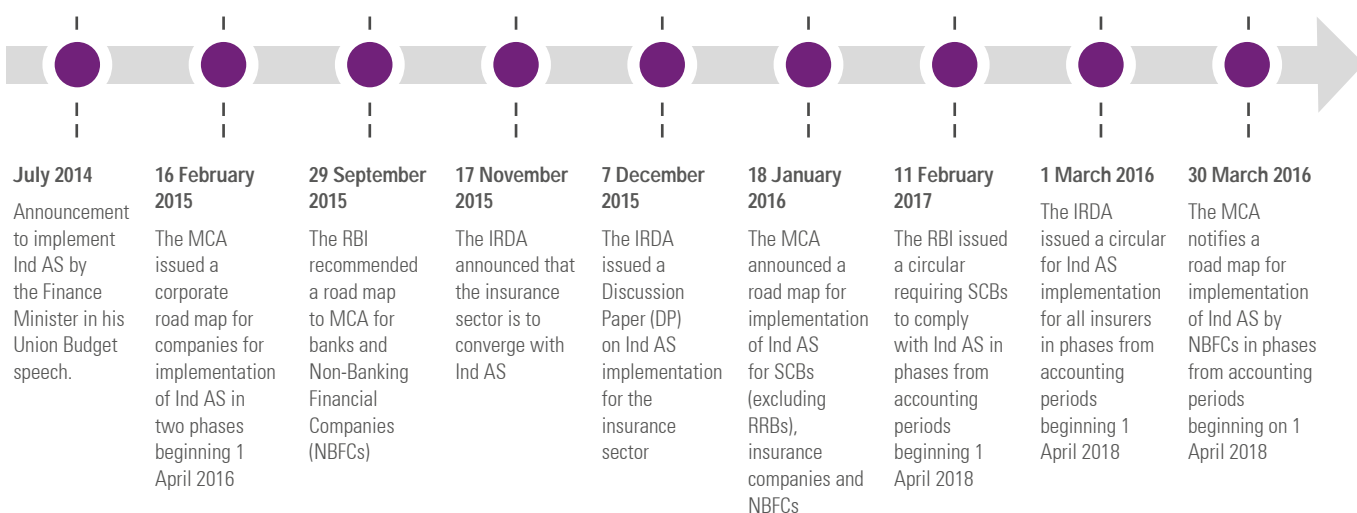 July 2014
Announcement
to implement
Ind AS by
the Finance
Minister in his
Union Budget
speech.
16 February
2015
The MCA
issued a
corporate
road map for
companies for
implementation
of Ind AS in
two phases
beginning 1
April 2016
29 September
2015
The RBI
recommended
a road map
to MCA for
banks and
Non-Banking
Financial
Companies
(NBFCs)
17 November
2015
The IRDA
announced that
the insurance
sector is to
converge with
Ind AS
7 December
2015
The IRDA
issued a
Discussion
Paper (DP)
on Ind AS
implementation
for the
insurance
sector
18 January
2016
The MCA
announced a
road map for
implementation
of Ind AS
for SCBs
(excluding
RRBs),
insurance
companies and
NBFCs
11 February
2017
The RBI issued
a circular
requiring SCBs
to comply
with Ind AS in
phases from
accounting
periods
beginning 1
April 2018
1 March 2016
The IRDA
issued a circular
for Ind AS
implementation
for all insurers
in phases from
accounting
periods
beginning 1
April 2018
30 March 2016
The MCA
notifies a
road map for
implementation
of Ind AS by
NBFCs in phases
from accounting
periods
beginning on 1
April 2018